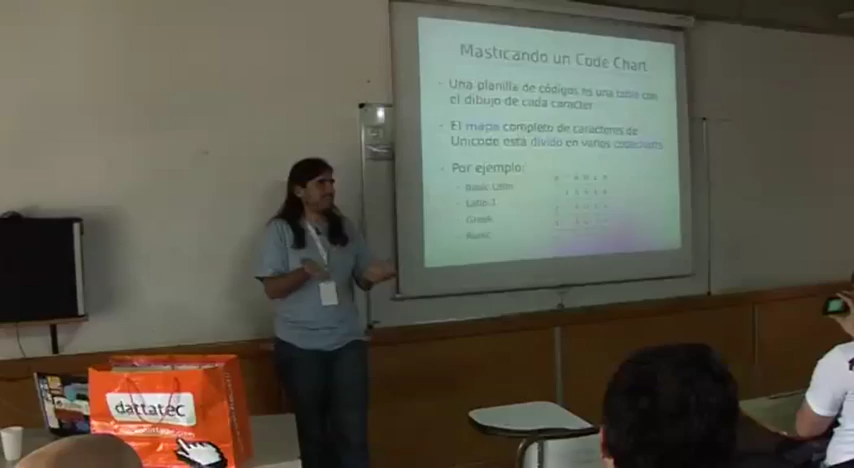 Masticando un Code Chart
Una planilla de códigos es una tabla con
el dibujo de cada caracter
El mapa completo de caracteres de
Unicode esta divido en varios codecharts
Por ejemplo:
Basic Latin
Latin-1
Greek
Runic
dattatec